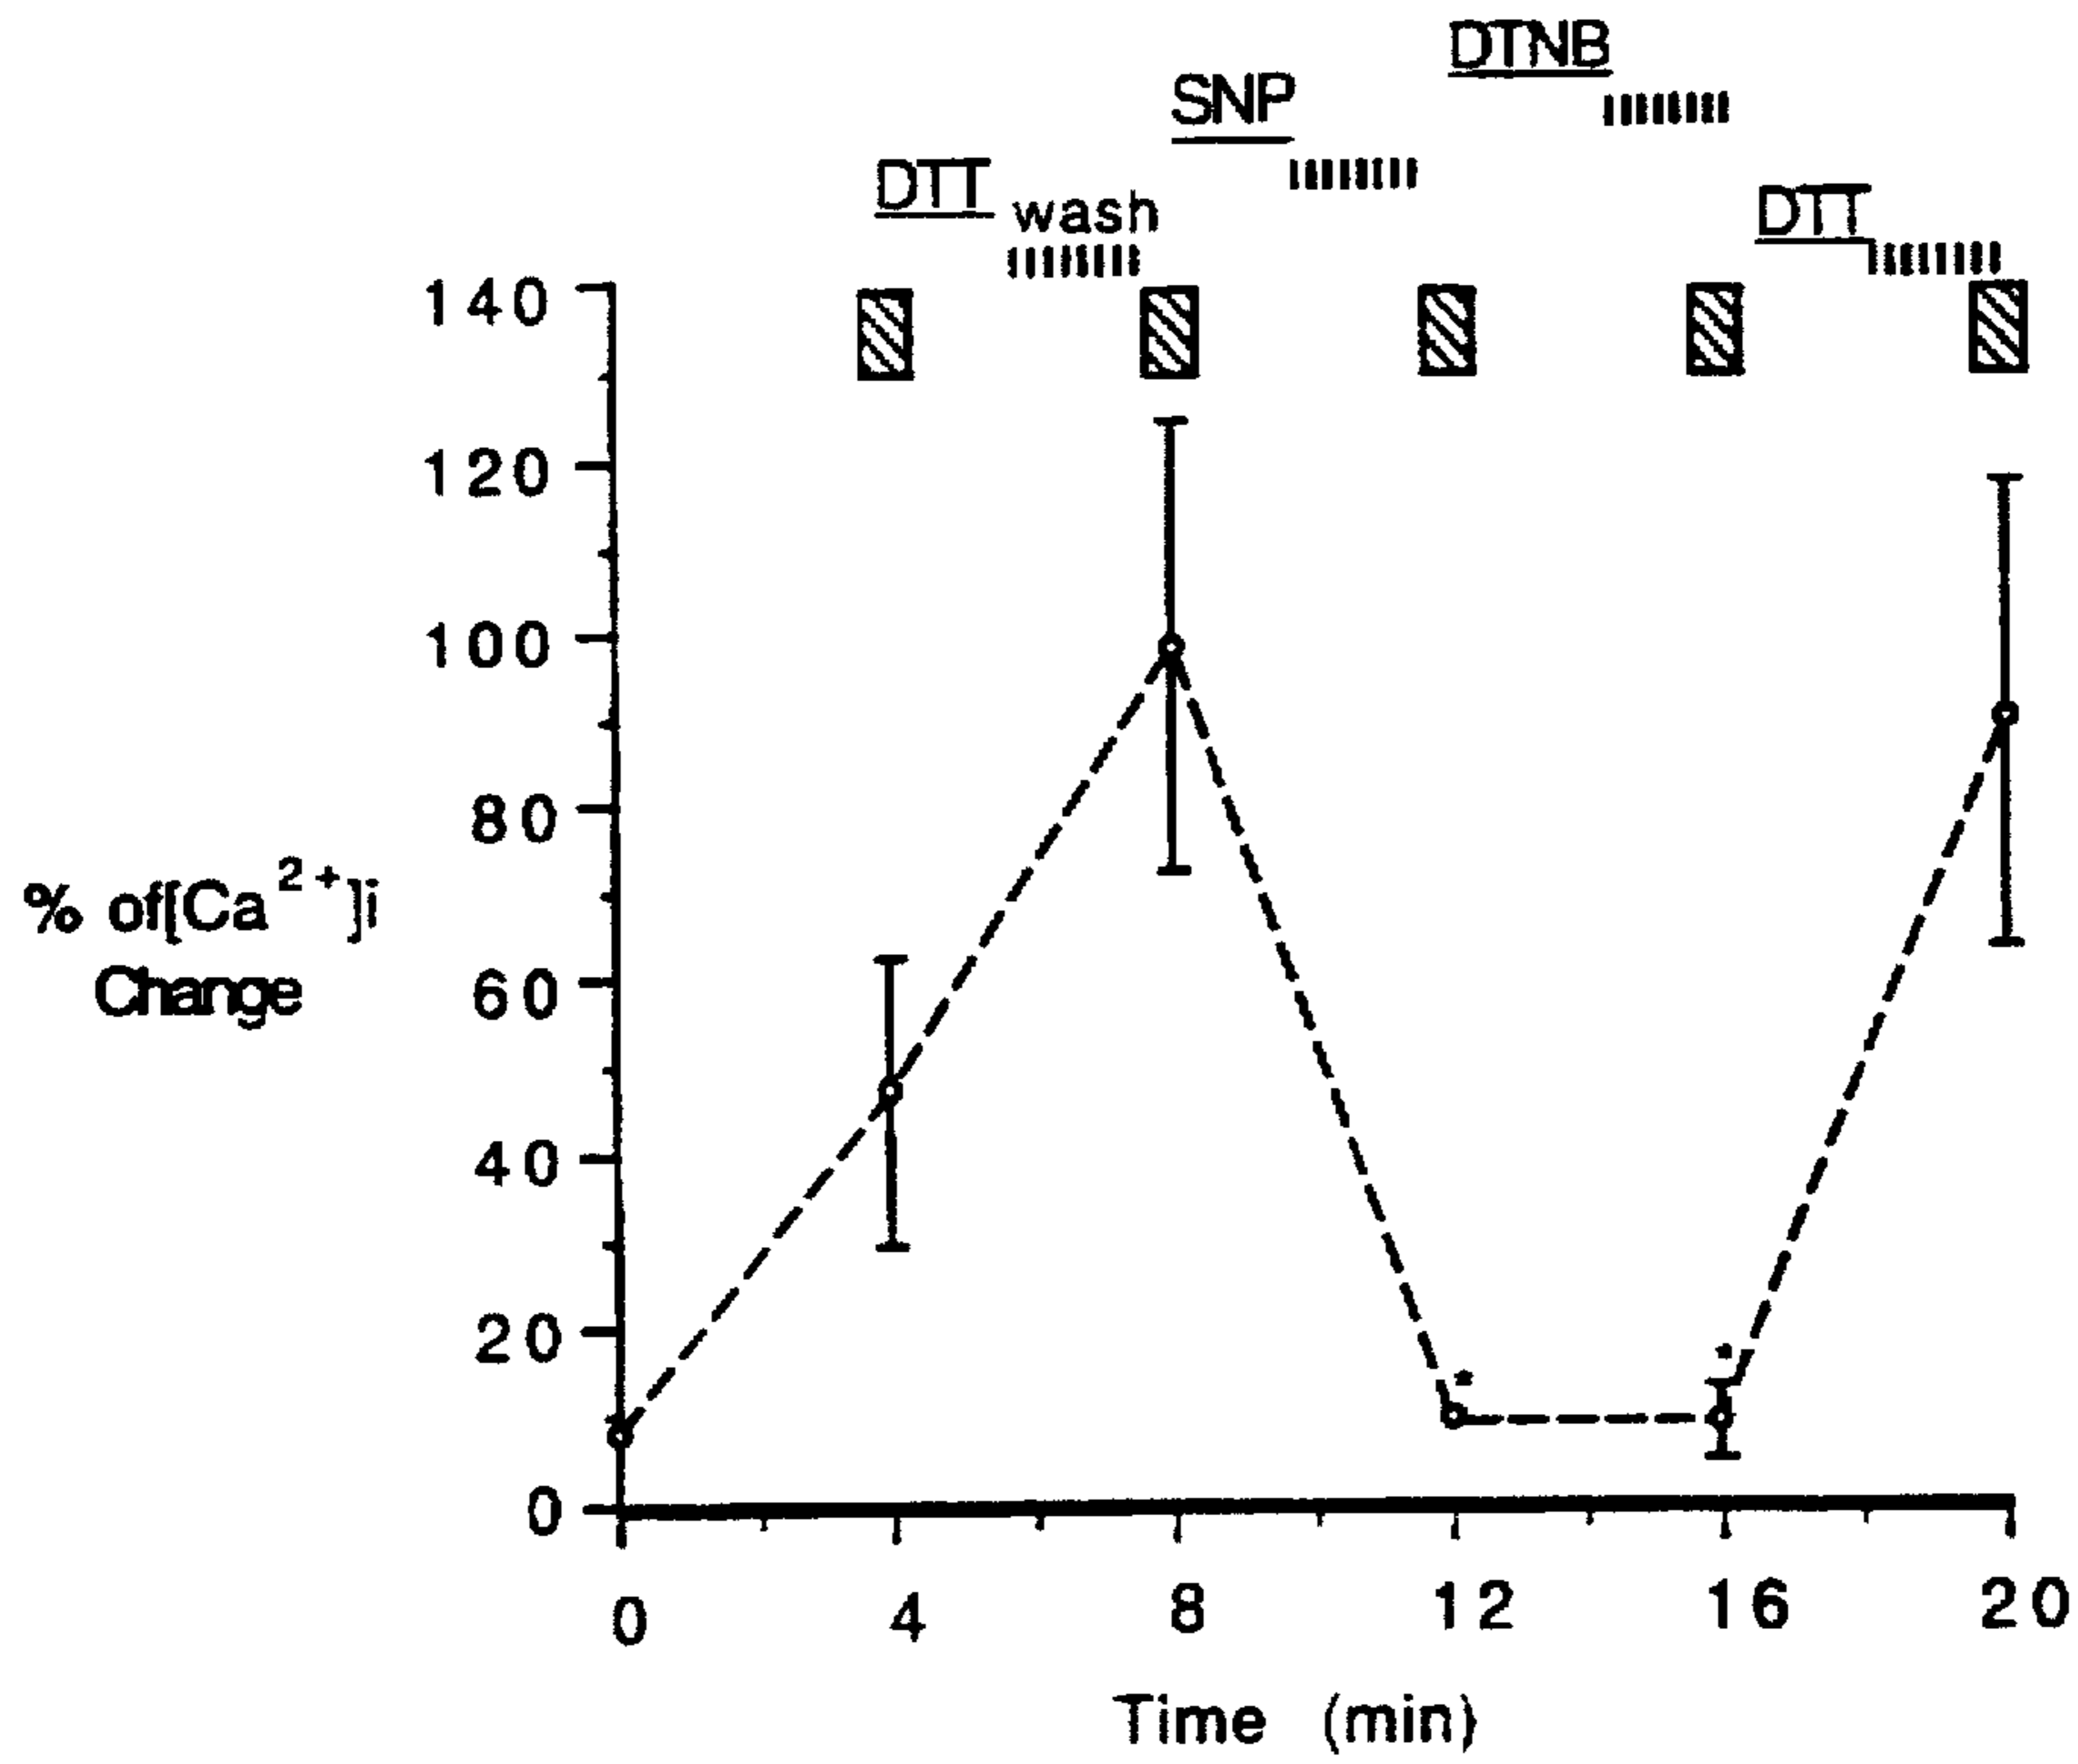 DTNB
SNP
DTT
wash
DTT
140
120
100
80
60
40
20
0
% of[Ca2+]i
Change
0 4 8 12 16 20
Time (min)